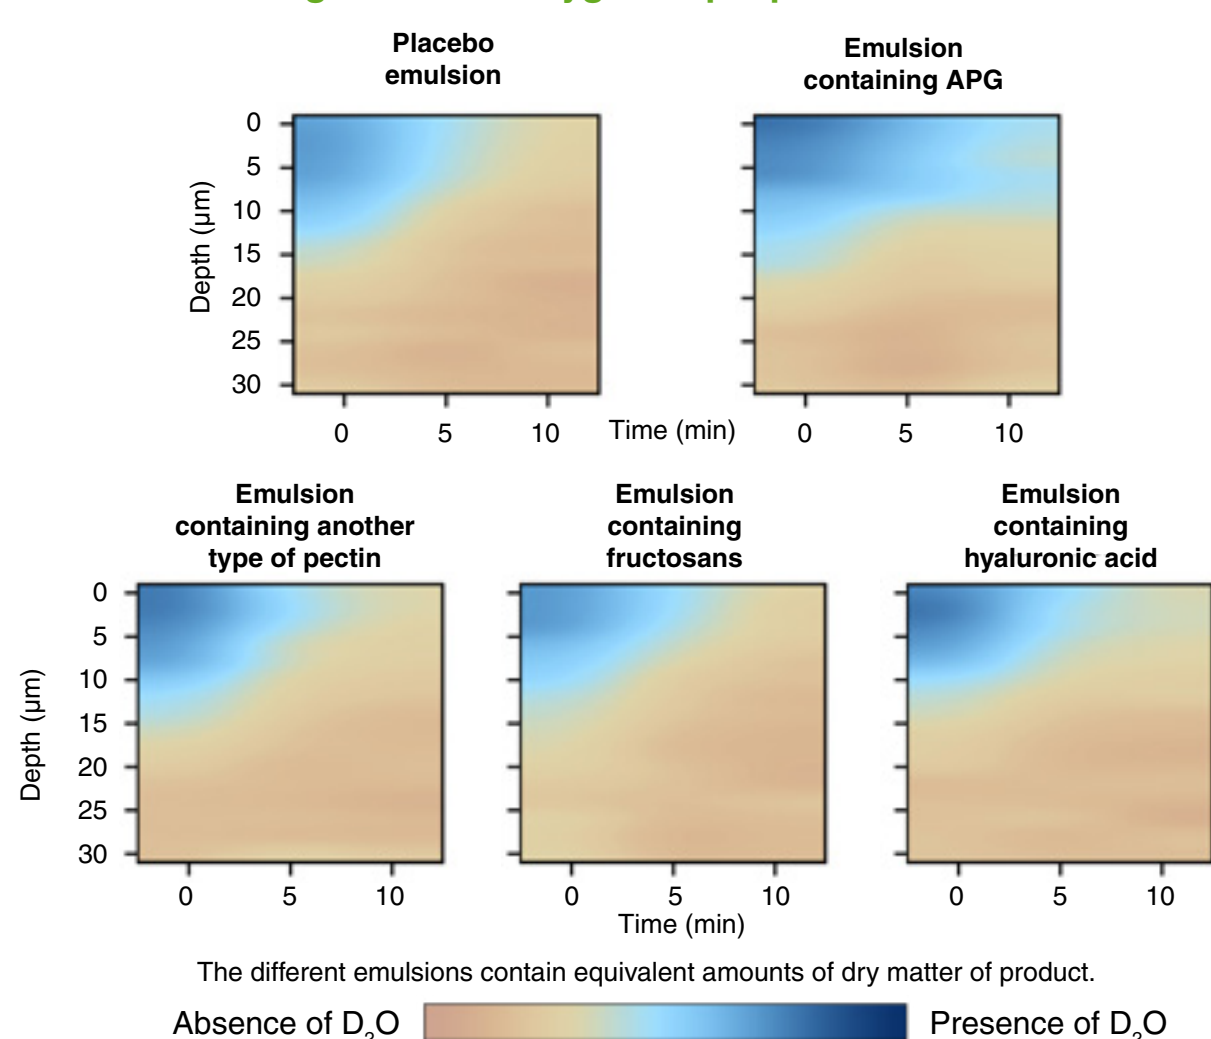 Placebo
emulsion
Emulsion
containing APG
0
5
10
15
20
25
30
Depth (µm)
0 5 10 Time (min) 0 5 10
Emulsion
containing another
type of pectin
Emulsion
containing
fructosans
Emulsion
containing
hyaluronic acid
0
5
10
15
20
25
30
Depth (µm)
0 5 10 0 5 10 0 5 10
Time (min)
The different emulsions contain equivalent amounts of dry matter of product.
Absence of D₂O Presence of D₂O